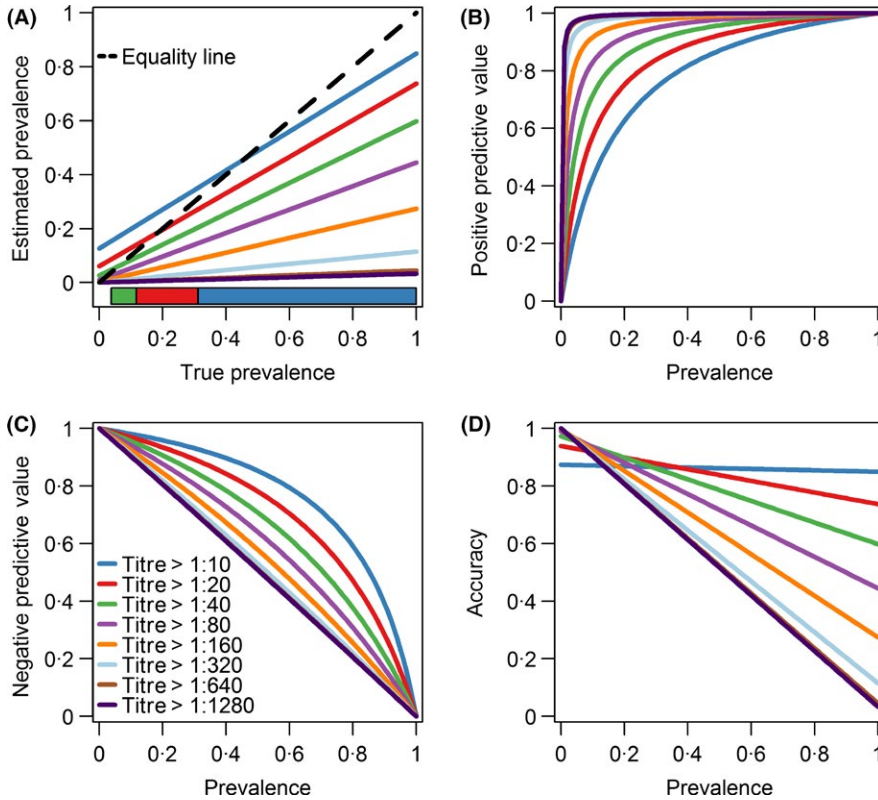 (A)
1
0·8
0·6
0·4
0·2
0
Estimated prevalence
Equality line
0 0·2 0·4 0·6 0·8 1
True prevalence
(B)
1
0·8
0·6
0·4
0·2
0
Positive predictive value
0 0·2 0·4 0·6 0·8 1
Prevalence
(C)
1
0·8
0·6
0·4
0·2
0
Negative predictive value
Titre > 1:10
Titre > 1:20
Titre > 1:40
Titre > 1:80
Titre > 1:160
Titre > 1:320
Titre > 1:640
Titre > 1:1280
0 0·2 0·4 0·6 0·8 1
Prevalence
(D)
1
0·8
0·6
0·4
0·2
0
Accuracy
0 0·2 0·4 0·6 0·8 1
Prevalence